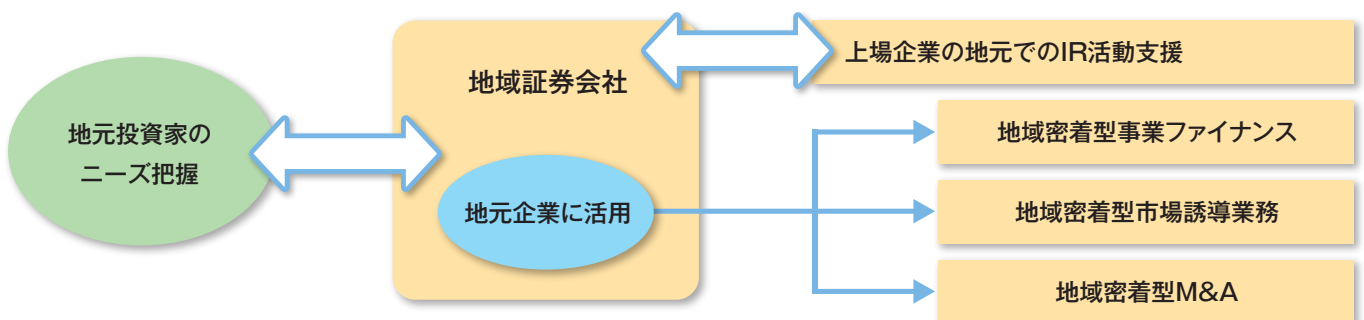 地元投資家の
ニーズ把握
地域証券会社
地元企業に活用
上場企業の地元でのIR活動支援
地域密着型事業ファイナンス
地域密着型市場誘導業務
地域密着型M&A